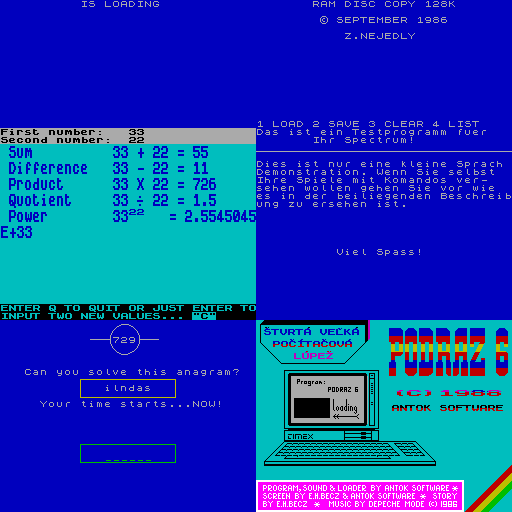 IS LOADING
RAM DISC COPY 128K
© SEPTEMBER 1986
Z.NEJEDLY
1 LOAD 2 SAVE 3 CLEAR 4 LIST
Das ist ein Testprogramm fuer
Ihr Spectrum!
Dies ist nur eine kleine Sprach
Demonstration. Wenn Sie selbst
Ihre Spiele mit Komandos ver-
sehen wollen gehen Sie vor wie
es in der beiliegenden Beschreib
ung zu ersehen ist.
Viel Spass!
First number: 33
Second number: 22
Sum 33 + 22 = 55
Difference 33 - 22 = 11
Product 33 X 22 = 726
Quotient 33 ÷ 22 = 1.5
Power 33²² = 2.5545045
E+33
ENTER Q TO QUIT OR JUST ENTER TO
INPUT TWO NEW VALUES... "C"
729
Can you solve this anagram?
ilndas
Your time starts...NOW!
______
ŠTVRTÁ VEĽKÁ
POČÍTAČOVÁ
LÚPEŽ
PODRAZ 6
(C) 1988
ANTOK SOFTWARE
Program:
PODRAZ 6
loading
TIMEX
PROGRAM,SOUND & LOADER BY ANTOK SOFTWARE *
SCREEN BY E.H.BECZ & ANTOK SOFTWARE * STORY
BY E.H.BECZ * MUSIC BY DEPECHE MODE (C) 1986